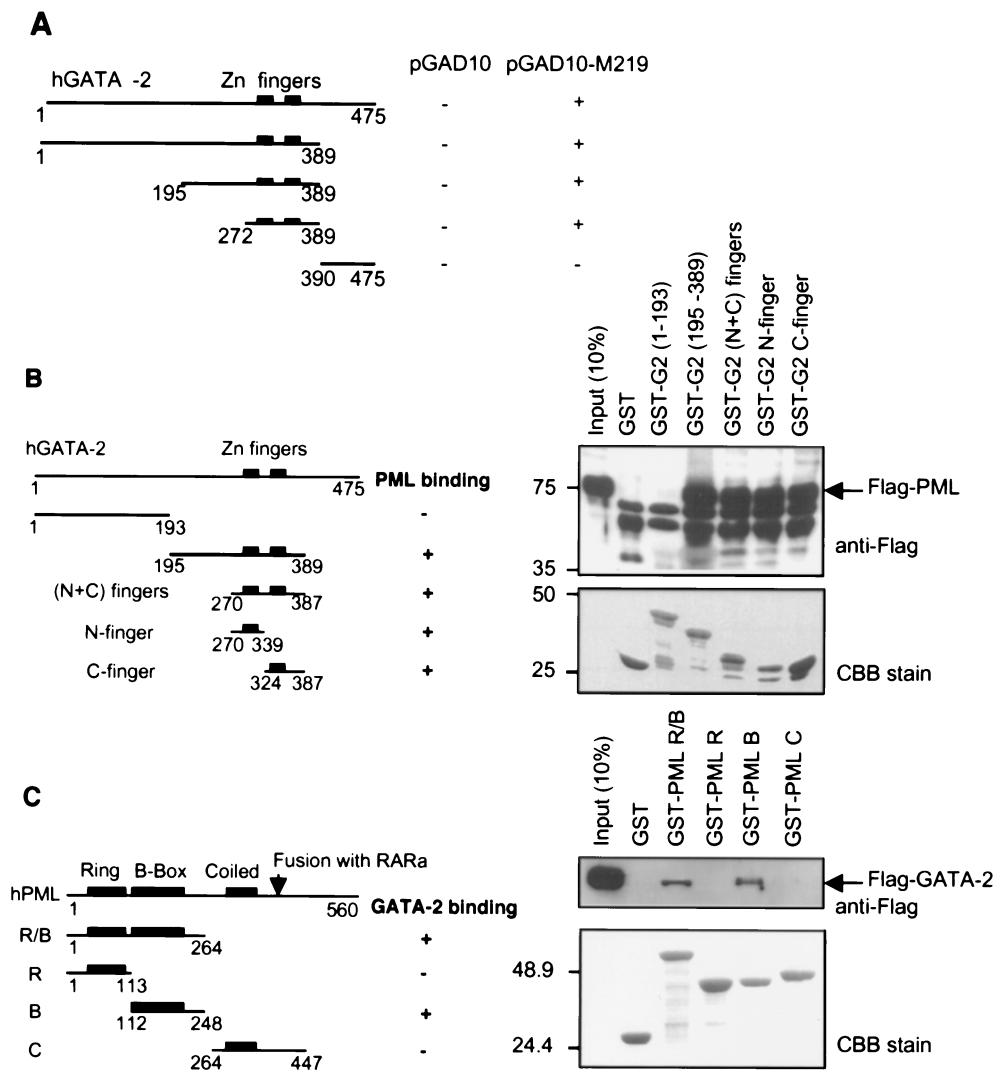 A
pGAD10 pGAD10-M219
hGATA -2 Zn fingers
1 475 - +
1 389 - +
195 389 - +
272 389 - +
390 475 - -
B
Input (10%)
GST
GST-G2 (1-193)
GST-G2 (195 -389)
GST-G2 (N+C) fingers
GST-G2 N-finger
GST-G2 C-finger
hGATA-2 Zn fingers
1 475 PML binding
1 193 -
195 389 +
(N+C) fingers 270 387 +
N-finger 270 339 +
C-finger 324 387 +
75
Flag-PML
anti-Flag
35
50
25
CBB stain
C
Input (10%)
GST
GST-PML R/B
GST-PML R
GST-PML B
GST-PML C
Fusion with RARa
Ring B-Box Coiled
hPML
1 560 GATA-2 binding
R/B 1 264 +
R 1 113 -
B 112 248 +
C 264 447 -
Flag-GATA-2
anti-Flag
48.9
24.4
CBB stain